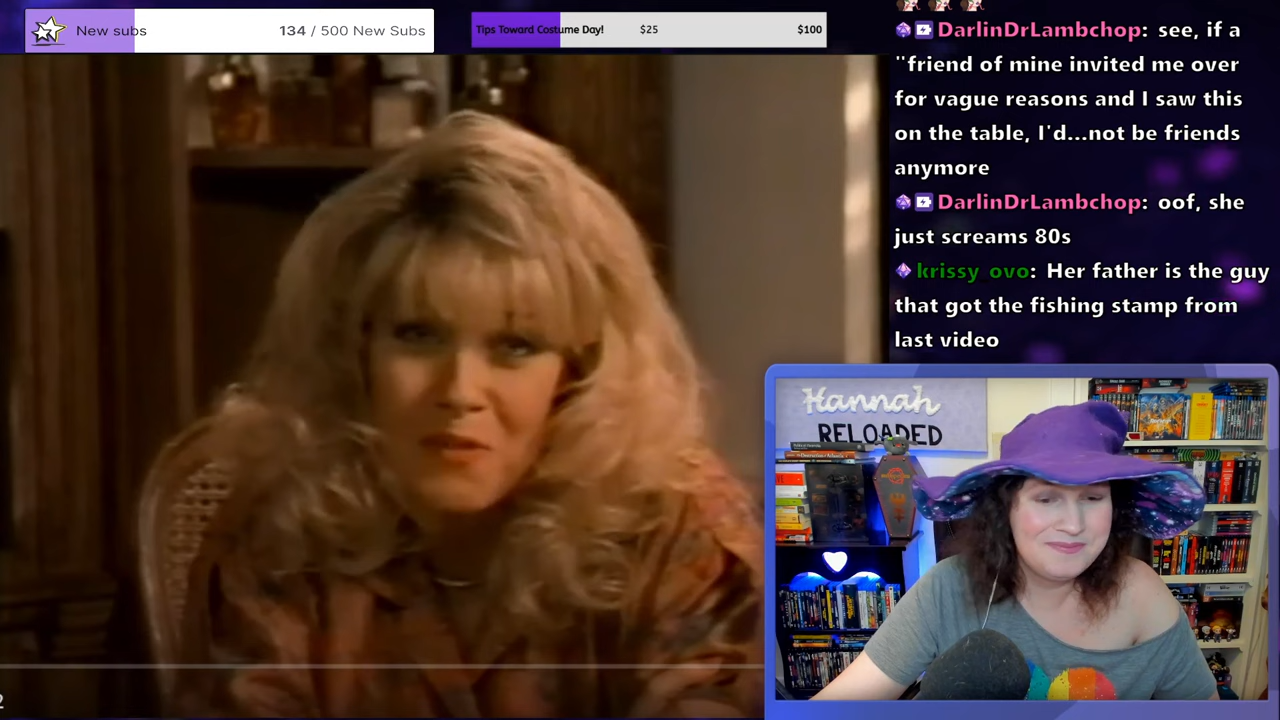 New subs
134 / 500 New Subs
Tips Toward Costume Day!
$25
$100
DarlinDrLambchop: see, if a
"friend of mine invited me over
for vague reasons and I saw this
on the table, I'd...not be friends
anymore
DarlinDrLambchop: oof, she
just screams 80s
krissy_ovo: Her father is the guy
that got the fishing stamp from
last video
Hannah
RELOADED
2